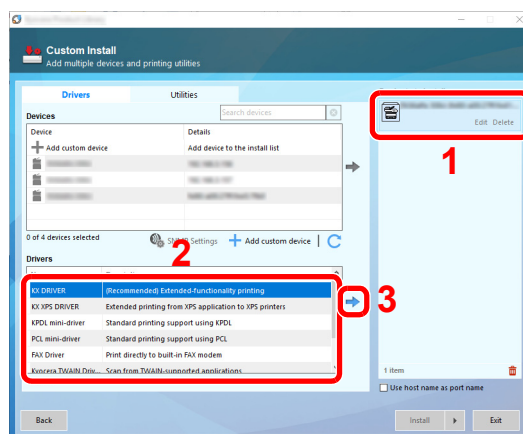 Custom Install
Add multiple devices and printing utilities
Drivers Utilities
Devices Search devices
Device Details
Add custom device Add device to the install list
Edit Delete
1
0 of 4 devices selected Settings Add custom device
2
Drivers
KX DRIVER (Recommended) Extended-functionality printing
3
KX XPS DRIVER Extended printing from XPS application to XPS printers
KPDL mini-driver Standard printing support using KPDL
PCL mini-driver Standard printing support using PCL
FAX Driver Print directly to built-in FAX modem
Kyocera TWAIN Driv... Scan from TWAIN-supported applications
1 item
Use host name as port name
Back Install Exit